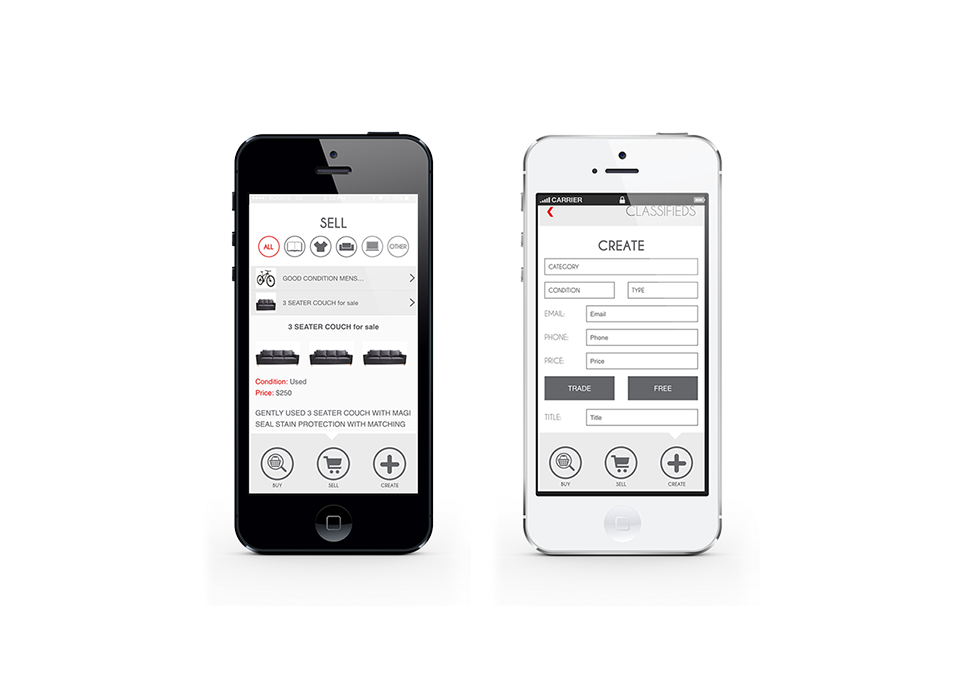 SELL
ALL
OTHER
GOOD CONDITION MENS....
3 SEATER COUCH for sale
3 SEATER COUCH for sale
Condition: Used
Price: $250
GENTLY USED 3 SEATER COUCH WITH MAGI
SEAL STAIN PROTECTION WITH MATCHING
BUY SELL CREATE
CARRIER
CLASSIFIEDS
CREATE
CATEGORY
CONDITION TYPE
EMAIL: Email
PHONE: Phone
PRICE: Price
TRADE FREE
TITLE: Title
BUY SELL CREATE